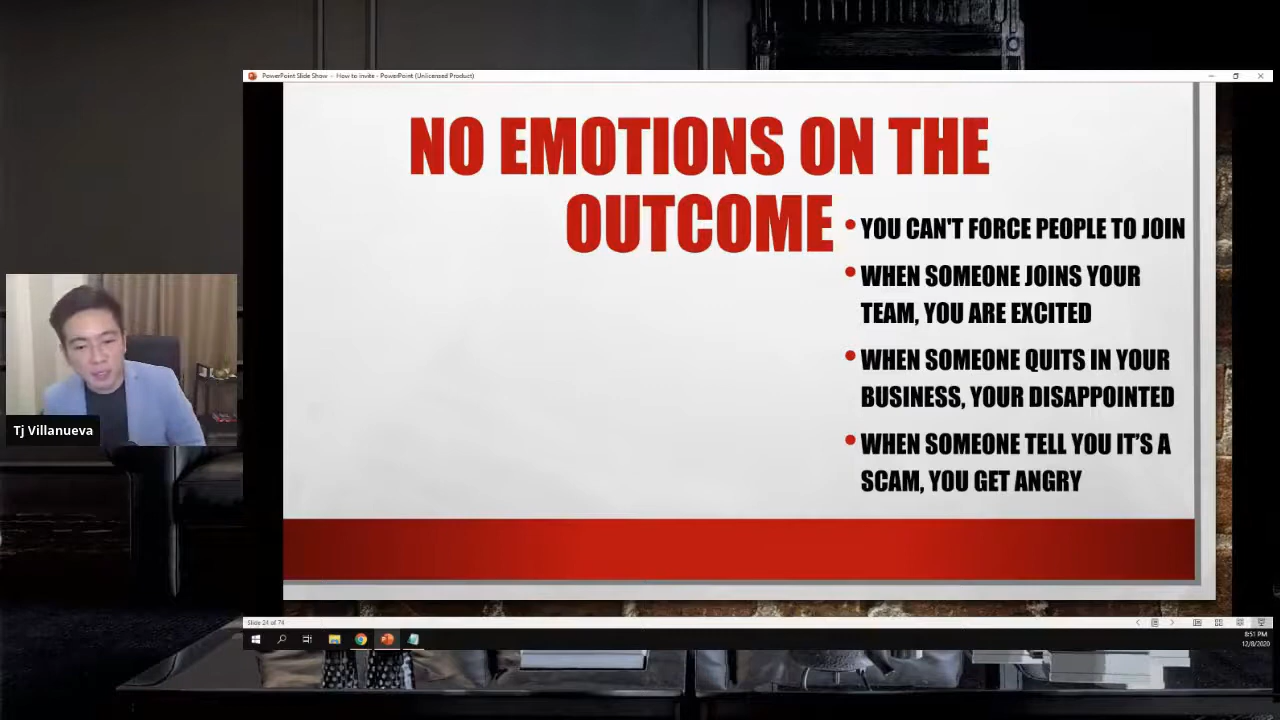 PowerPoint Slide Show - How to invite - PowerPoint (Unlicensed Product)
NO EMOTIONS ON THE
OUTCOME
• YOU CAN'T FORCE PEOPLE TO JOIN
• WHEN SOMEONE JOINS YOUR
TEAM, YOU ARE EXCITED
• WHEN SOMEONE QUITS IN YOUR
BUSINESS, YOUR DISAPPOINTED
• WHEN SOMEONE TELL YOU IT’S A
SCAM, YOU GET ANGRY
Tj Villanueva
Slide 24 of 74
8:51 PM
12/8/2020